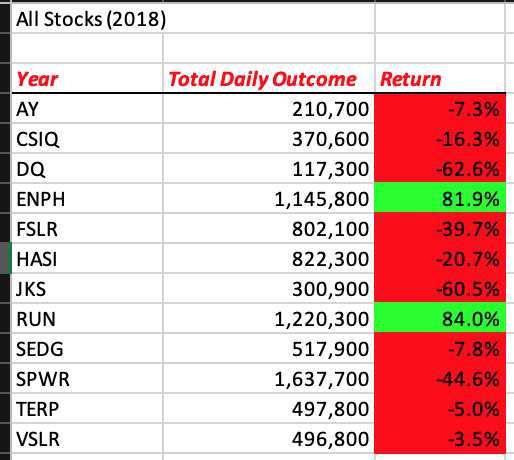 All Stocks (2018)
Year Total Daily Outcome Return
AY 210,700 -7.3%
CSIQ 370,600 -16.3%
DQ 117,300 -62.6%
ENPH 1,145,800 81.9%
FSLR 802,100 -39.7%
HASI 822,300 -20.7%
JKS 300,900 -60.5%
RUN 1,220,300 84.0%
SEDG 517,900 -7.8%
SPWR 1,637,700 -44.6%
TERP 497,800 -5.0%
VSLR 496,800 -3.5%